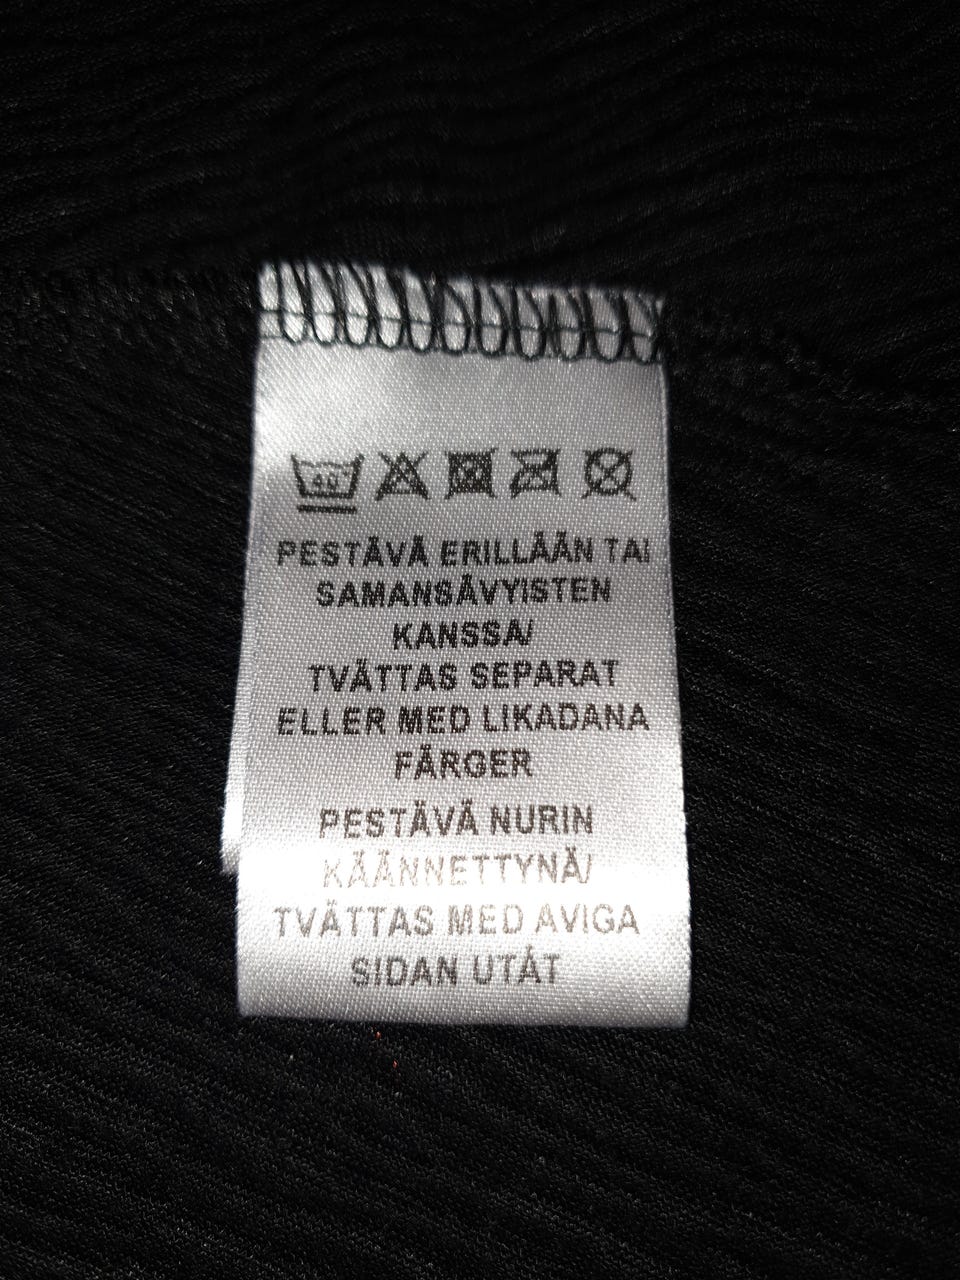 40°
PESTÄVÄ ERILLÄÄN TAI
SAMANSÄVYISTEN
KANSSA/
TVÄTTAS SEPARAT
ELLER MED LIKADANA
FÄRGER
PESTÄVÄ NURIN
KÄÄNNETTYNÄ/
TVÄTTAS MED AVIGA
SIDAN UTÅT